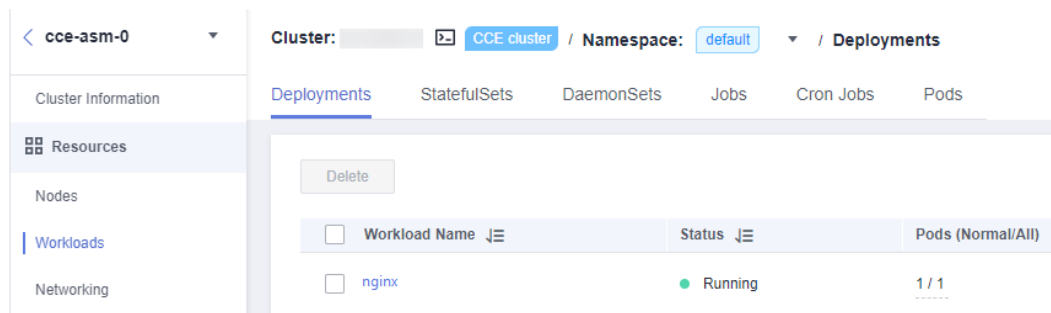 cce-asm-0
Cluster: CCE cluster / Namespace: default / Deployments
Cluster Information
Resources
Nodes
Workloads
Networking
Deployments StatefulSets DaemonSets Jobs Cron Jobs Pods
Delete
Workload Name Status Pods (Normal/All)
nginx Running 1 / 1